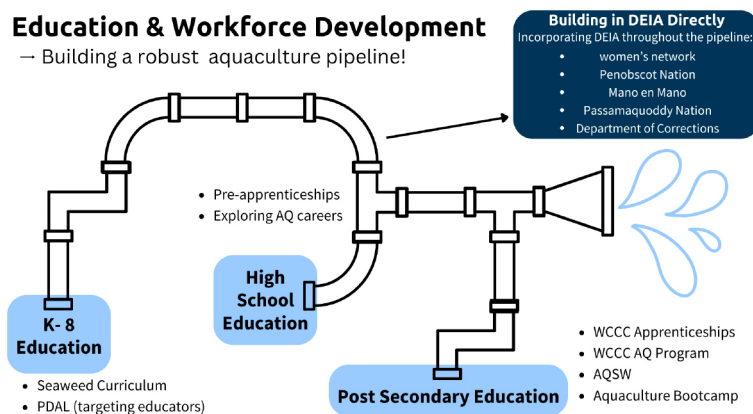 Education & Workforce Development
→ Building a robust aquaculture pipeline!
Building in DEIA Directly
Incorporating DEIA throughout the pipeline:
• women's network
• Penobscot Nation
• Mano en Mano
• Passamaquoddy Nation
• Department of Corrections
• Pre-apprenticeships
• Exploring AQ careers
High
School
Education
K- 8
Education
• Seaweed Curriculum
• PDAL (targeting educators)
Post Secondary Education
• WCCC Apprenticeships
• WCCC AQ Program
• AQSW
• Aquaculture Bootcamp